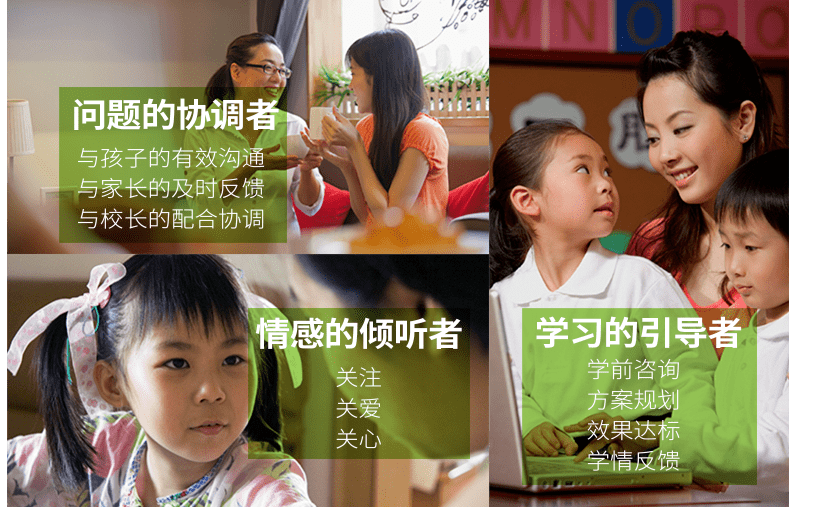 MNOPQ
问题的协调者
与孩子的有效沟通
与家长的及时反馈
与校长的配合协调
情感的倾听者
关注
关爱
关心
学习的引导者
学前咨询
方案规划
效果达标
学情反馈